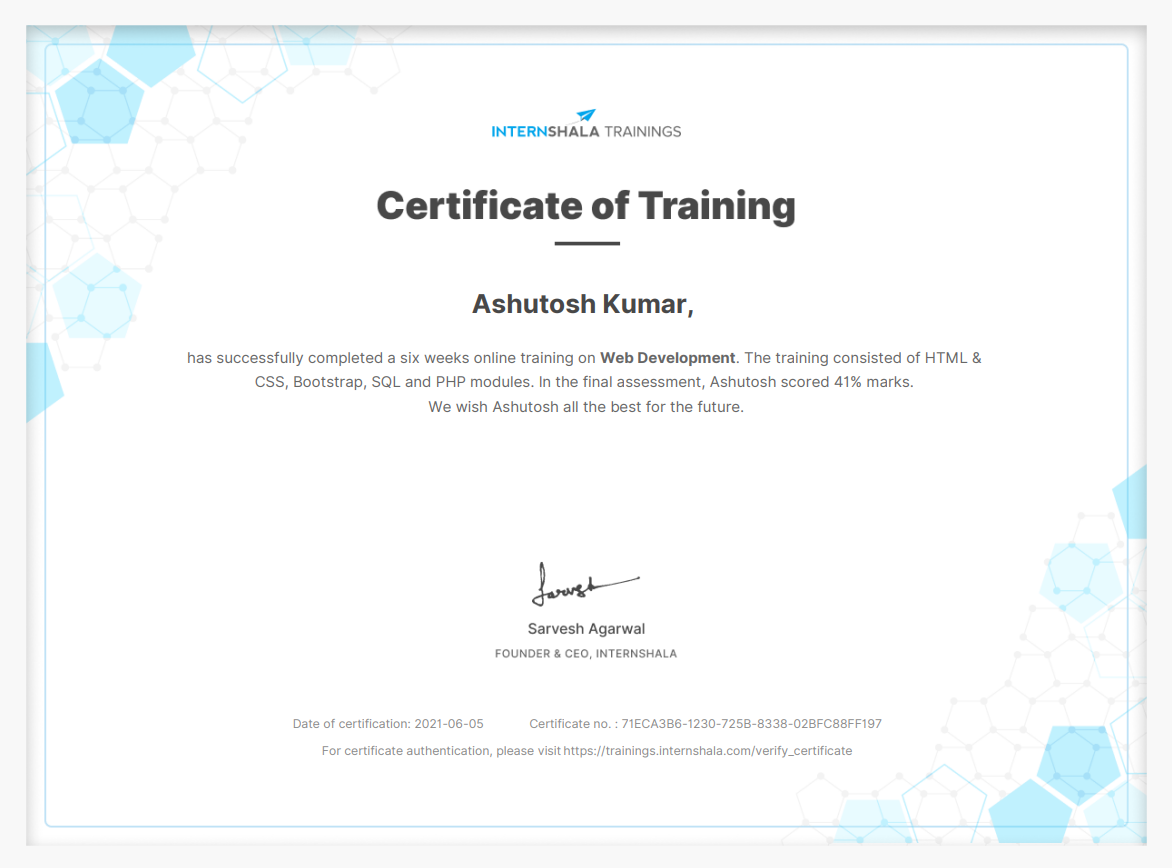 INTERNSHALA TRAININGS
Certificate of Training
Ashutosh Kumar,
has successfully completed a six weeks online training on Web Development. The training consisted of HTML &
CSS, Bootstrap, SQL and PHP modules. In the final assessment, Ashutosh scored 41% marks.
We wish Ashutosh all the best for the future.
Sarvesh
Sarvesh Agarwal
FOUNDER & CEO, INTERNSHALA
Date of certification: 2021-06-05 Certificate no. : 71ECA3B6-1230-725B-8338-02BFC88FF197
For certificate authentication, please visit https://trainings.internshala.com/verify_certificate